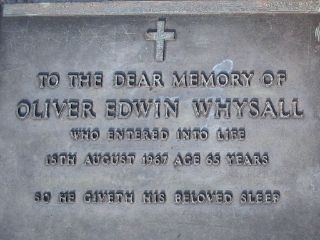 TO THE DEAR MEMORY OF
OLIVER EDWIN WHYSALL
WHO ENTERED INTO LIFE
15TH AUGUST 1967 AGE 65 YEARS
SO HE GIVETH HIS BELOVED SLEEP